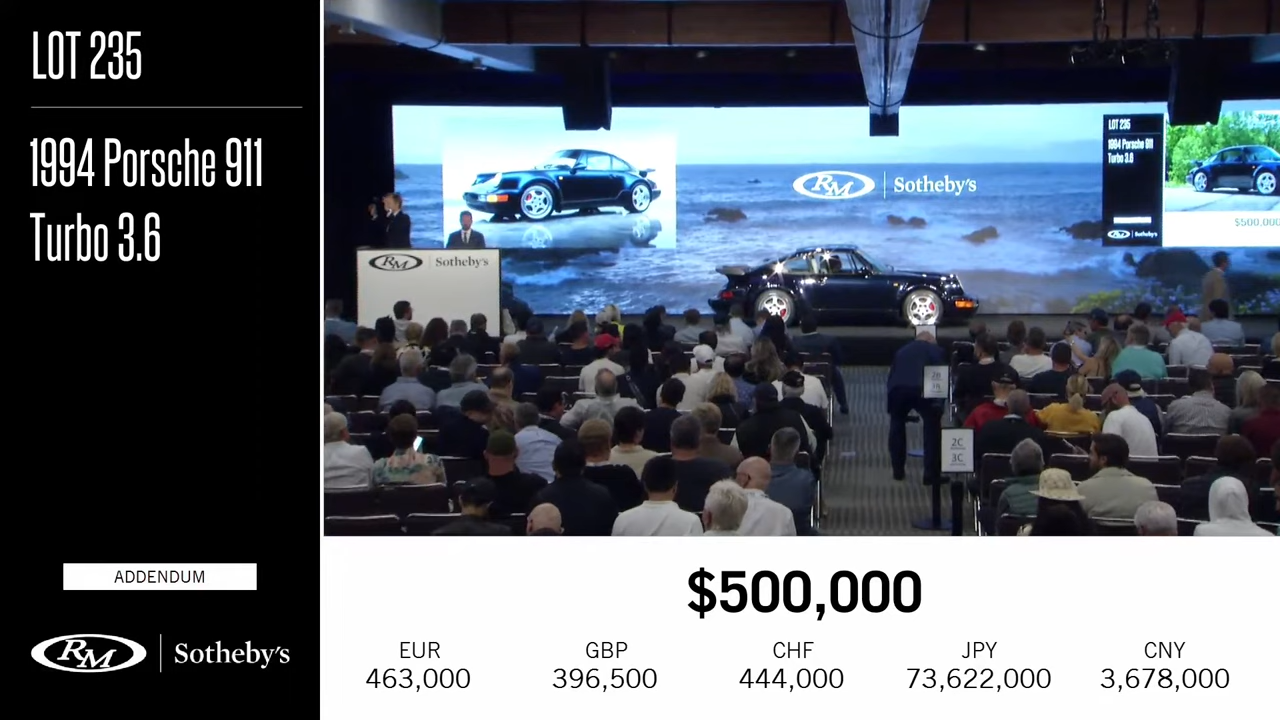 LOT 235
1994 Porsche 911
Turbo 3.6
ADDENDUM
RM Sotheby's
RM Sotheby's
RM Sotheby's
LOT 235
1994 Porsche 911
Turbo 3.6
$500,000
RM
2C
3C
$500,000
EUR GBP CHF JPY CNY
463,000 396,500 444,000 73,622,000 3,678,000